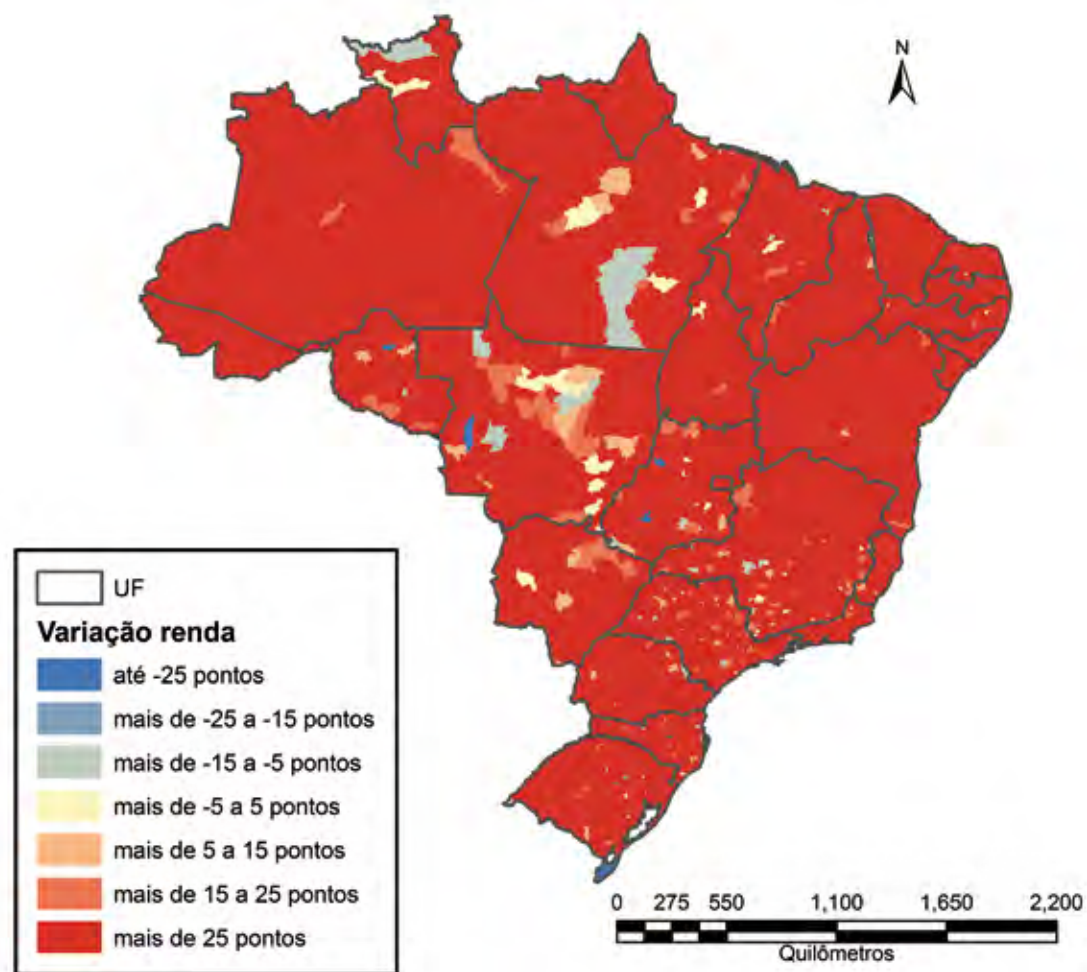 N
UF
Variação renda
até -25 pontos
mais de -25 a -15 pontos
mais de -15 a -5 pontos
mais de -5 a 5 pontos
mais de 5 a 15 pontos
mais de 15 a 25 pontos
mais de 25 pontos
0 275 550 1,100 1,650 2,200
Quilômetros